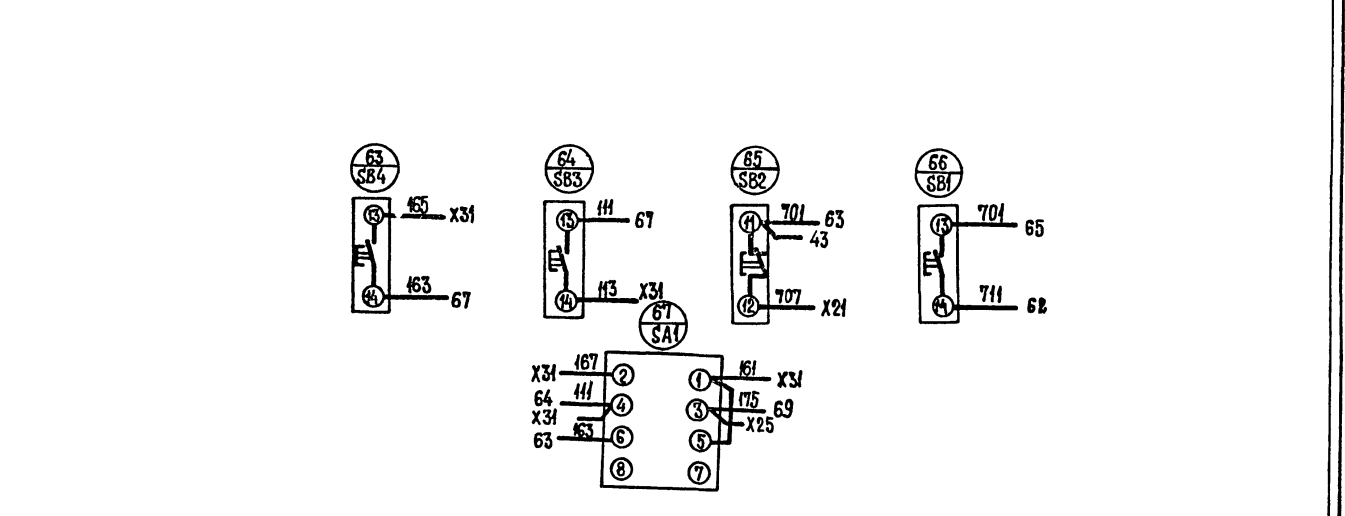 63
SB4
13 165 X31
14 163 67
64
SB3
13 111 67
14 113 X31
65
SB2
11 701 63
43
12 707 X21
66
SB1
13 701 65
14 711 62
67
SA1
X31 167 2
64 111 4
X31
63 163 6
8
1 161 X31
3 175 69
X25
5
7